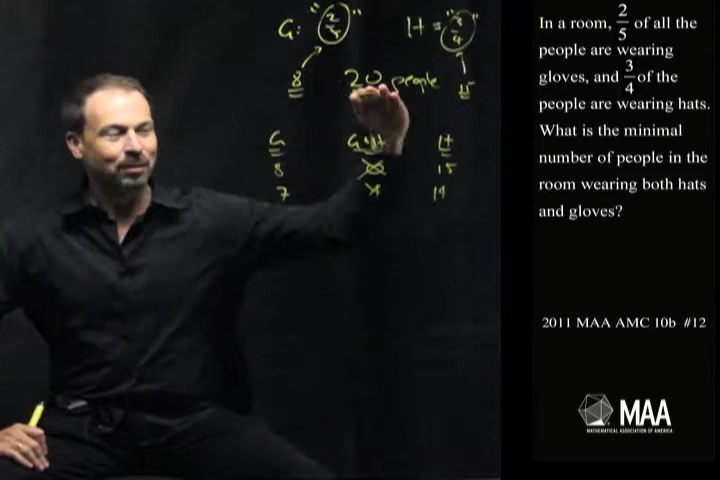 G: "2/5" H = "3/4"
8 20 people 15
G G+H H
8 15
7 14
In a room, 2/5 of all the
people are wearing
gloves, and 3/4 of the
people are wearing hats.
What is the minimal
number of people in the
room wearing both hats
and gloves?
2011 MAA AMC 10b #12
MAA
MATHEMATICAL ASSOCIATION OF AMERICA